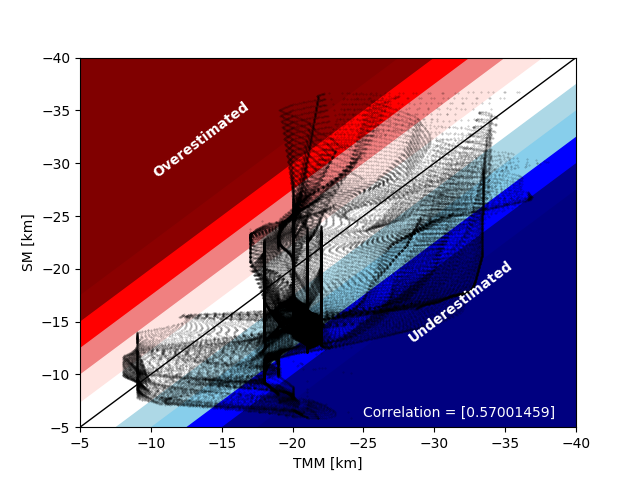 −40
−35
−30
−25
−20
−15
−10
−5
SM [km]
Overestimated
Underestimated
Correlation = [0.57001459]
−5 −10 −15 −20 −25 −30 −35 −40
TMM [km]